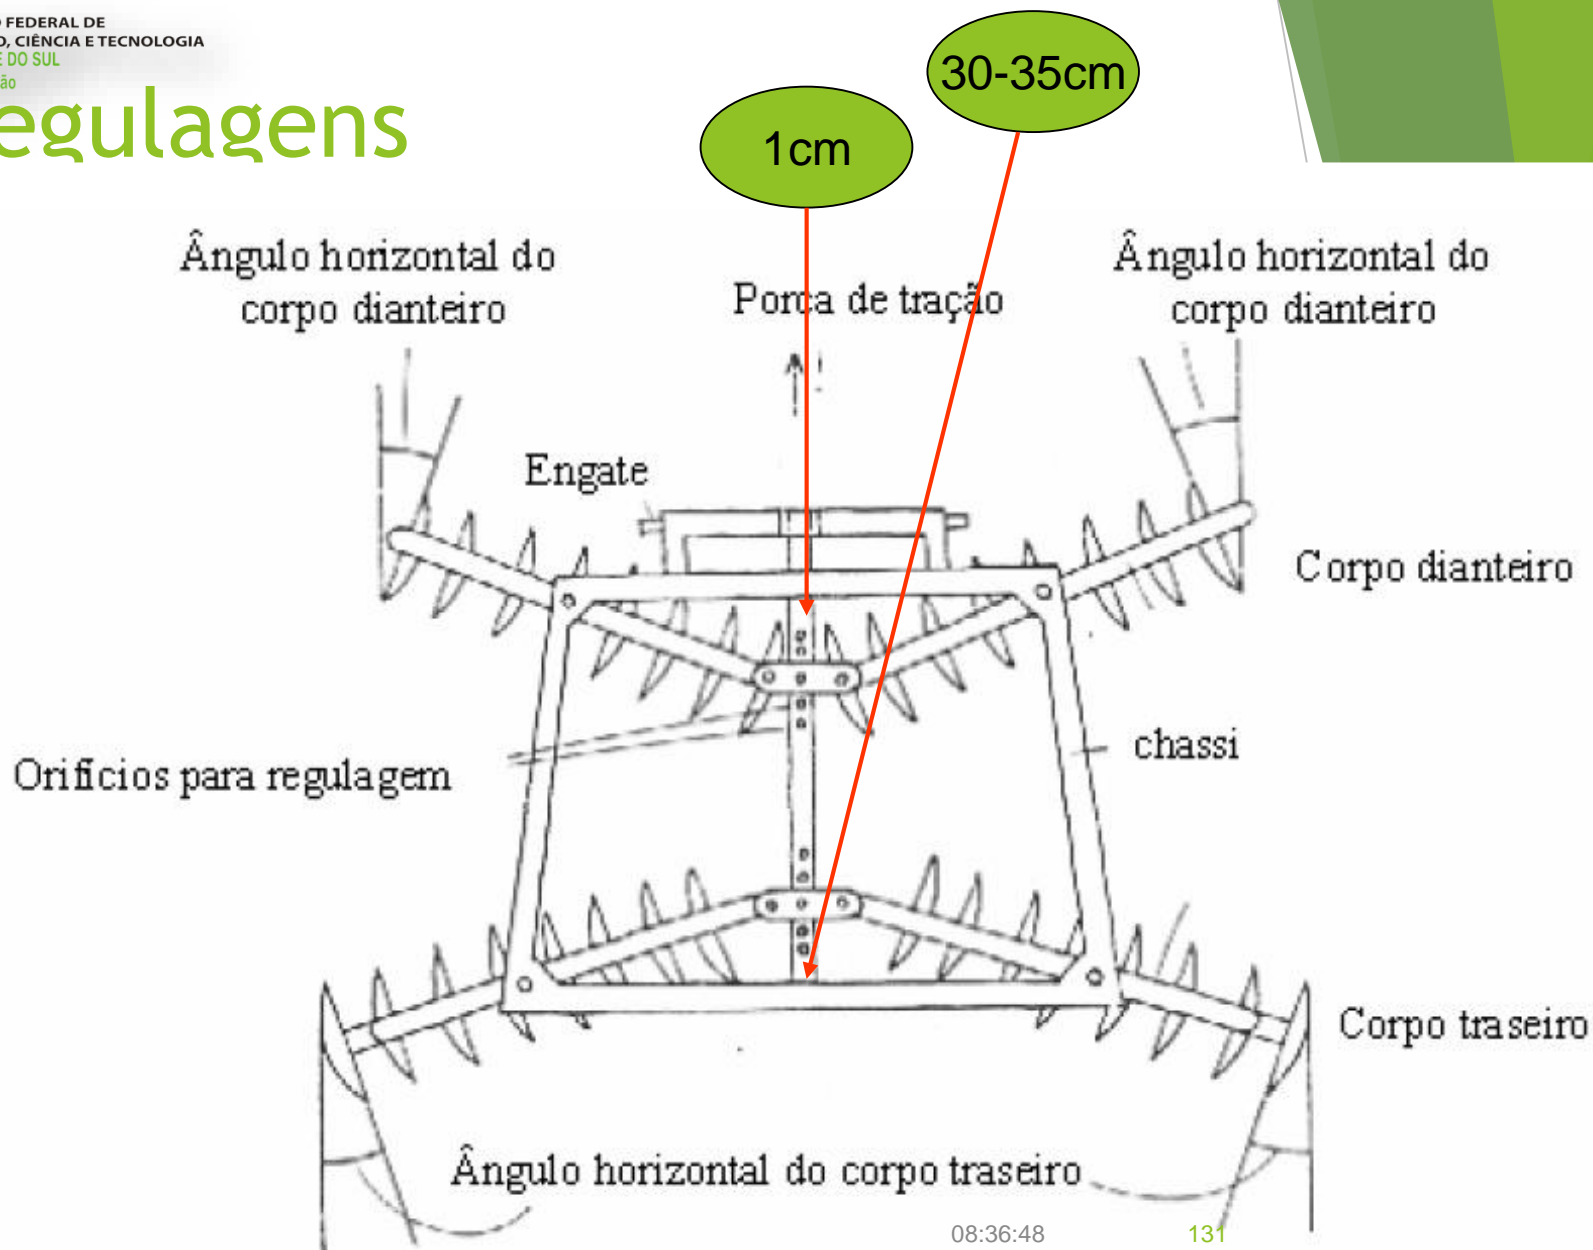 FEDERAL DE
CIÊNCIA E TECNOLOGIA
DO SUL
egulagens
1cm
30-35cm
Ângulo horizontal do
corpo dianteiro
Porca de tração
Ângulo horizontal do
corpo dianteiro
Engate
Corpo dianteiro
chassi
Orifícios para regulagem
Corpo traseiro
Ângulo horizontal do corpo traseiro
08:36:48
131